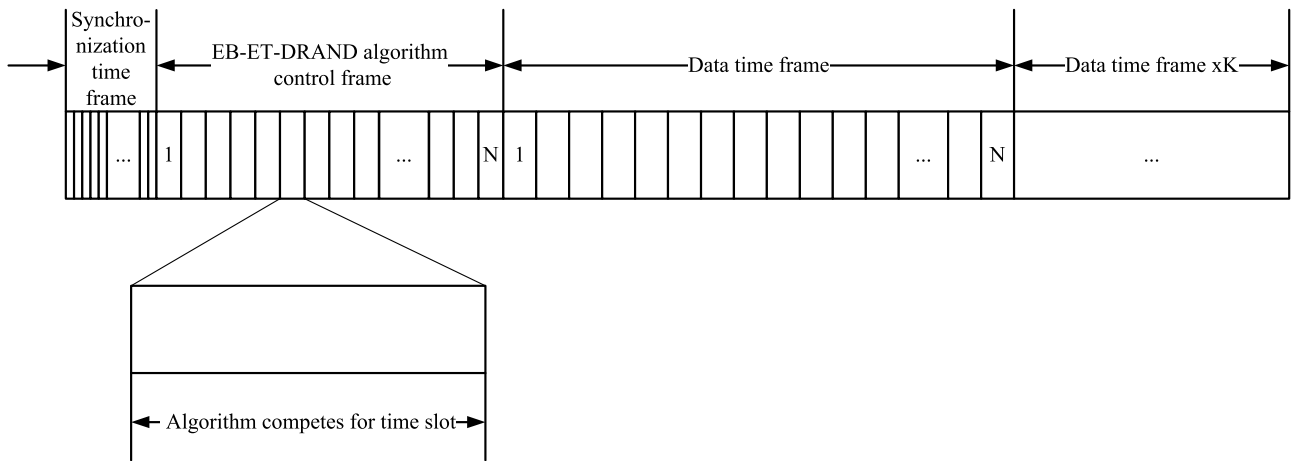 Synchro-
nization
time
frame
EB-ET-DRAND algorithm
control frame
Data time frame
Data time frame xK
... 1 ... N 1 ... N ...
Algorithm competes for time slot